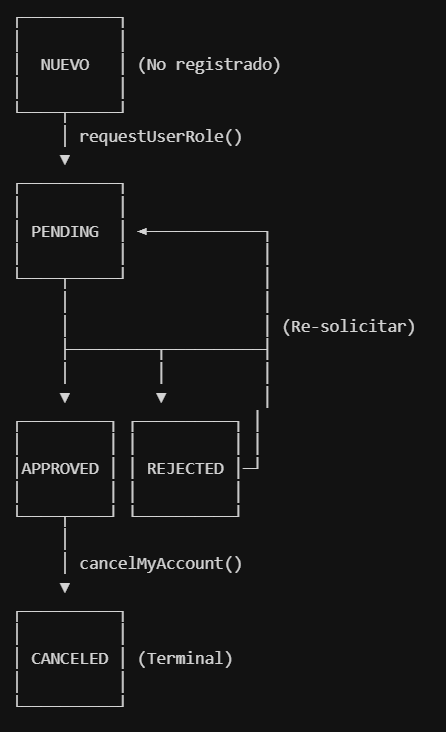 NUEVO (No registrado)
requestUserRole()
PENDING
(Re-solicitar)
APPROVED REJECTED
cancelMyAccount()
CANCELED (Terminal)